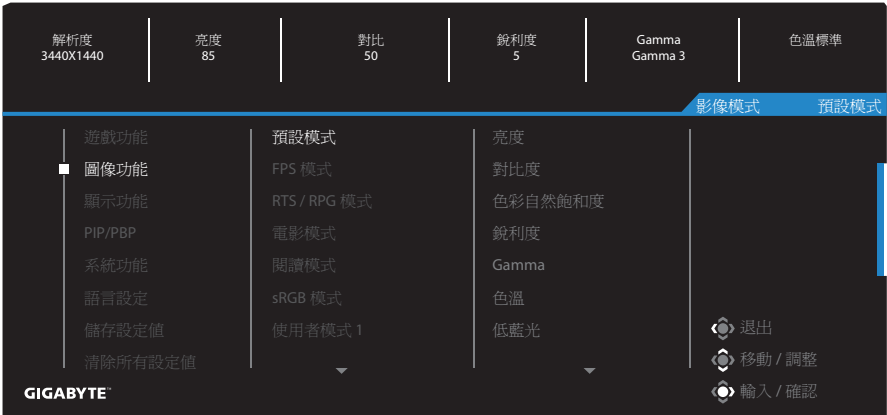 解析度
3440X1440
亮度
85
對比
50
銳利度
5
Gamma
Gamma 3
色溫標準
影像模式 預設模式
遊戲功能
圖像功能
顯示功能
PIP/PBP
系統功能
語言設定
儲存設定值
清除所有設定值
預設模式
FPS 模式
RTS / RPG 模式
電影模式
閱讀模式
sRGB 模式
使用者模式 1
亮度
對比度
色彩自然飽和度
銳利度
Gamma
色溫
低藍光
退出
移動 / 調整
輸入 / 確認
GIGABYTE™